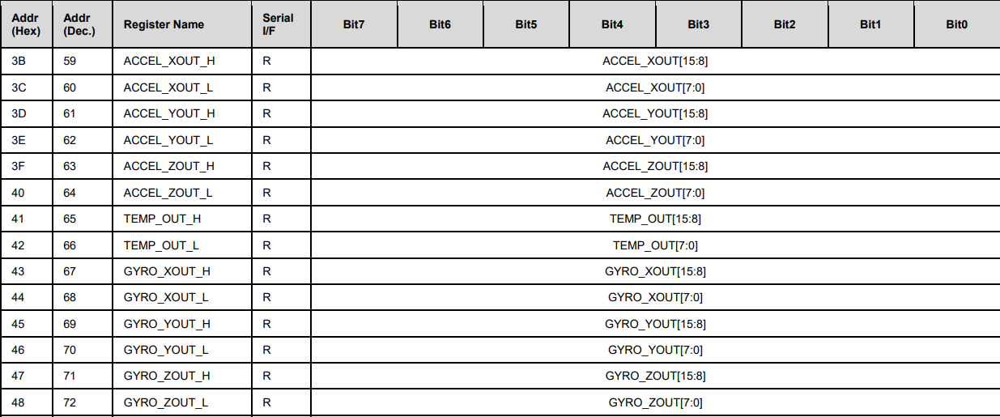 Addr (Hex) Addr (Dec.) Register Name Serial I/F Bit7 Bit6 Bit5 Bit4 Bit3 Bit2 Bit1 Bit0
3B 59 ACCEL_XOUT_H R ACCEL_XOUT[15:8]
3C 60 ACCEL_XOUT_L R ACCEL_XOUT[7:0]
3D 61 ACCEL_YOUT_H R ACCEL_YOUT[15:8]
3E 62 ACCEL_YOUT_L R ACCEL_YOUT[7:0]
3F 63 ACCEL_ZOUT_H R ACCEL_ZOUT[15:8]
40 64 ACCEL_ZOUT_L R ACCEL_ZOUT[7:0]
41 65 TEMP_OUT_H R TEMP_OUT[15:8]
42 66 TEMP_OUT_L R TEMP_OUT[7:0]
43 67 GYRO_XOUT_H R GYRO_XOUT[15:8]
44 68 GYRO_XOUT_L R GYRO_XOUT[7:0]
45 69 GYRO_YOUT_H R GYRO_YOUT[15:8]
46 70 GYRO_YOUT_L R GYRO_YOUT[7:0]
47 71 GYRO_ZOUT_H R GYRO_ZOUT[15:8]
48 72 GYRO_ZOUT_L R GYRO_ZOUT[7:0]